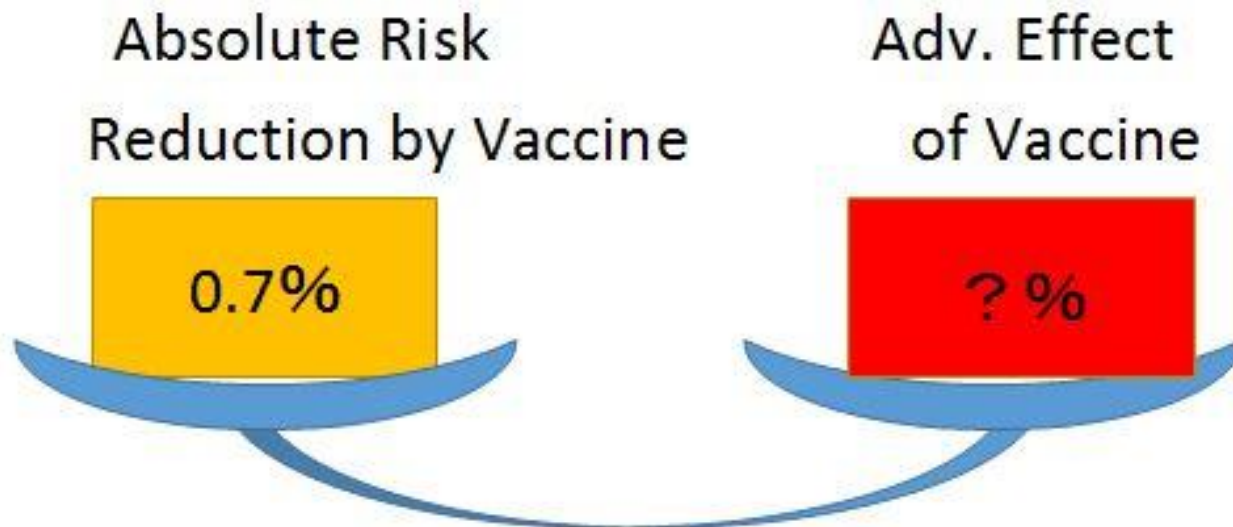 Absolute Risk
Reduction by Vaccine
0.7%
Adv. Effect
of Vaccine
? %